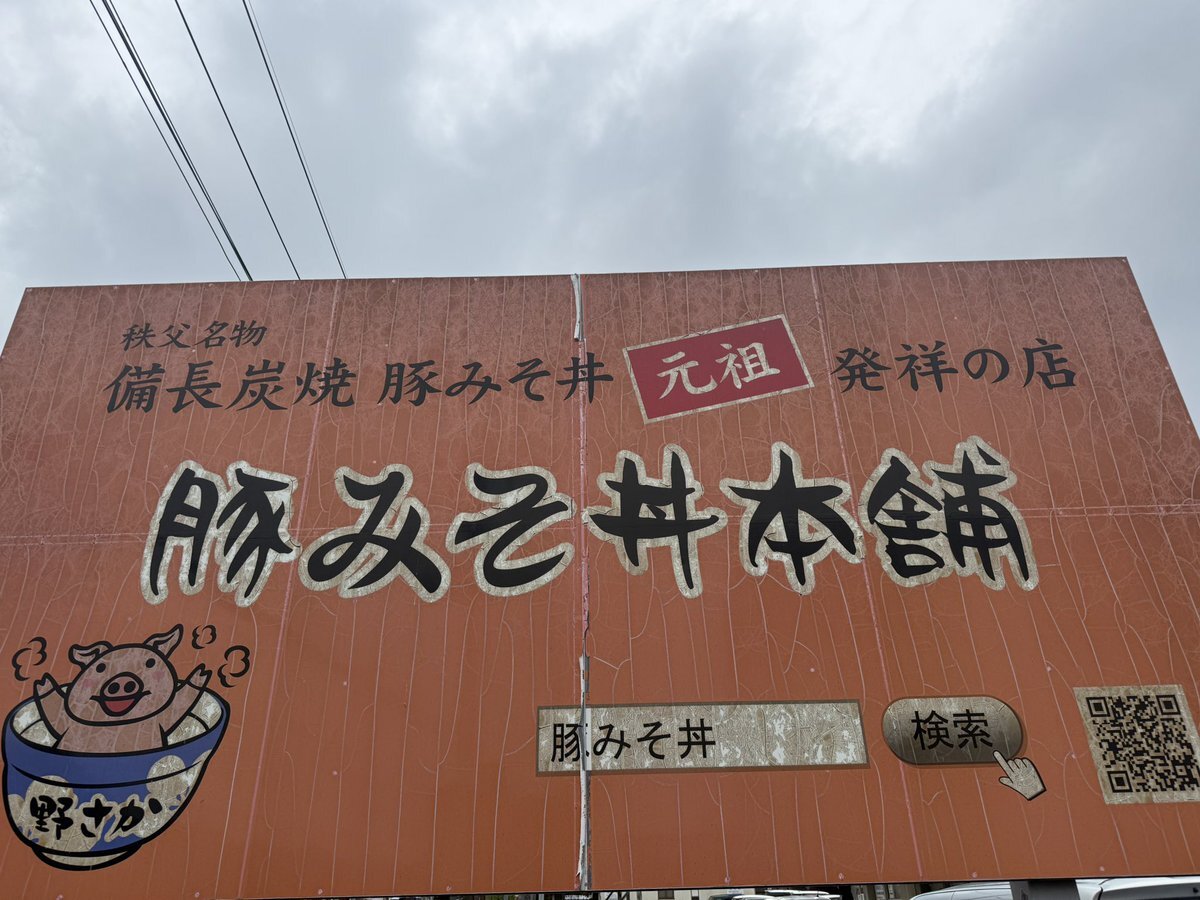 秩父名物
備長炭焼 豚みそ丼 元祖 発祥の店
豚みそ丼本舗
野さか
豚みそ丼 検索